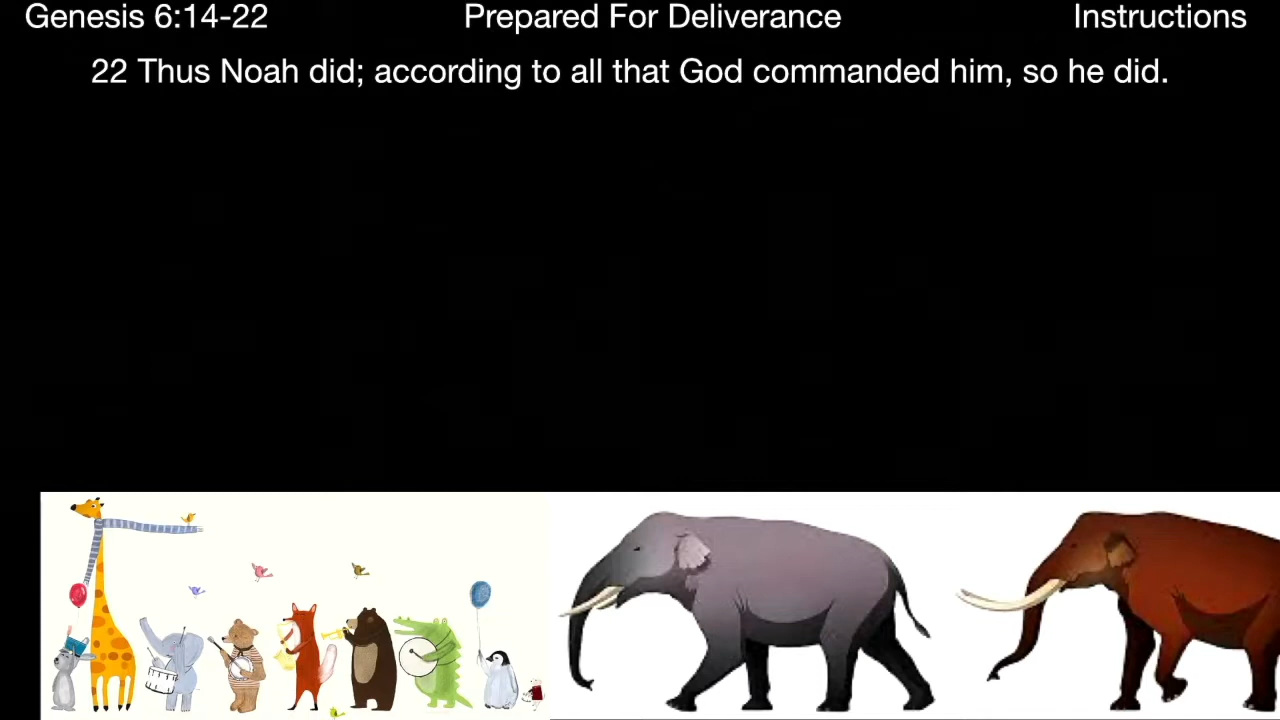 Genesis 6:14-22 Prepared For Deliverance Instructions
22 Thus Noah did; according to all that God commanded him, so he did.